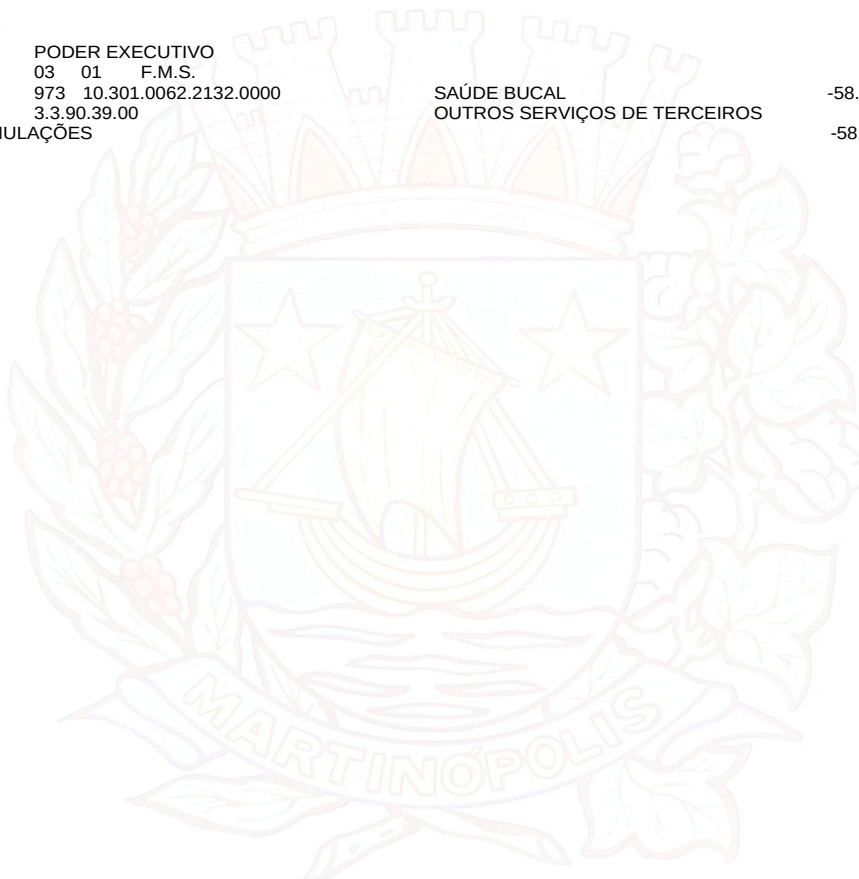 PODER EXECUTIVO
03 01 F.M.S.
973 10.301.0062.2132.0000 SAÚDE BUCAL -58.
3.3.90.39.00 OUTROS SERVIÇOS DE TERCEIROS
ULAÇÕES -58
MARTINÓPOLIS